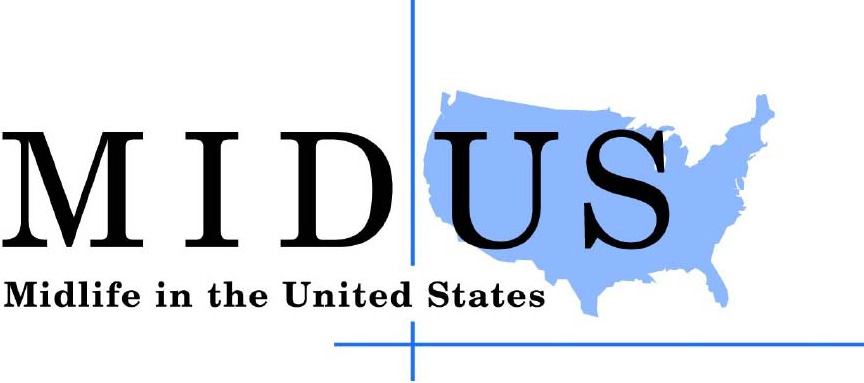 MIDUS
Midlife in the United States